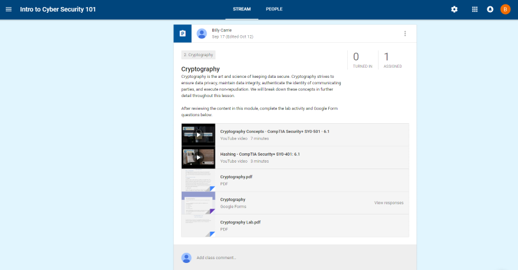 Intro to Cyber Security 101
STREAM
PEOPLE
B
Billy Carne
Sep 17 (Edited Oct 12)
3. Cryptography
0
TURNED IN
1
ASSIGNED
Cryptography
Cryptography is the art and science of keeping data secure. Cryptography strives to
ensure data privacy, maintain data integrity, authenticate the identity of communicating
parties, and execute non-repudiation. We will break down these concepts in further
detail throughout this lesson.
After reviewing the content in this module, complete the lab activity and Google Form
questions below.
Cryptography Concepts - CompTIA Security+ SY0-501 - 6.1
YouTube video 7 minutes
Hashing - CompTIA Security+ SY0-401: 6.1
YouTube video
minutes
Cryptography.pdf
PDF
Cryptography
Google Forms
View responses
Cryptography Lab.pdf
PDF
Add class comment...